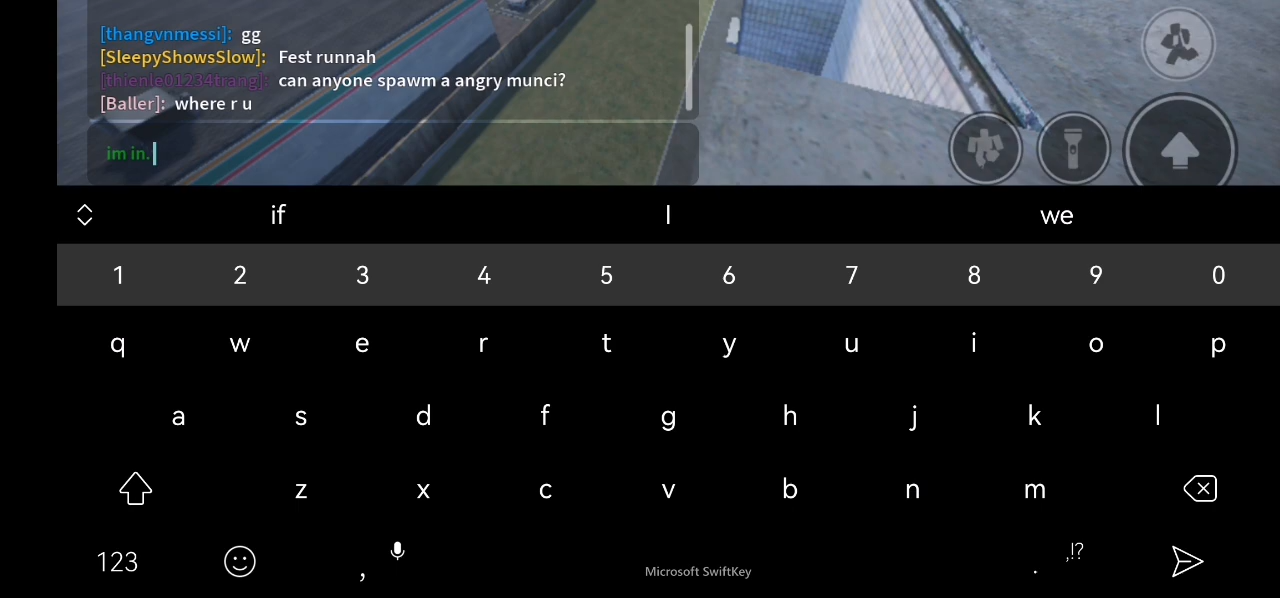 [thangvnmessi]: gg
[SleepyShowsSlow]: Fest runnah
[thienle01234trang]: can anyone spawm a angry munci?
[Baller]: where r u
im in.
if I we
1 2 3 4 5 6 7 8 9 0
q w e r t y u i o p
a s d f g h j k l
z x c v b n m
123 , Microsoft SwiftKey . ,!?